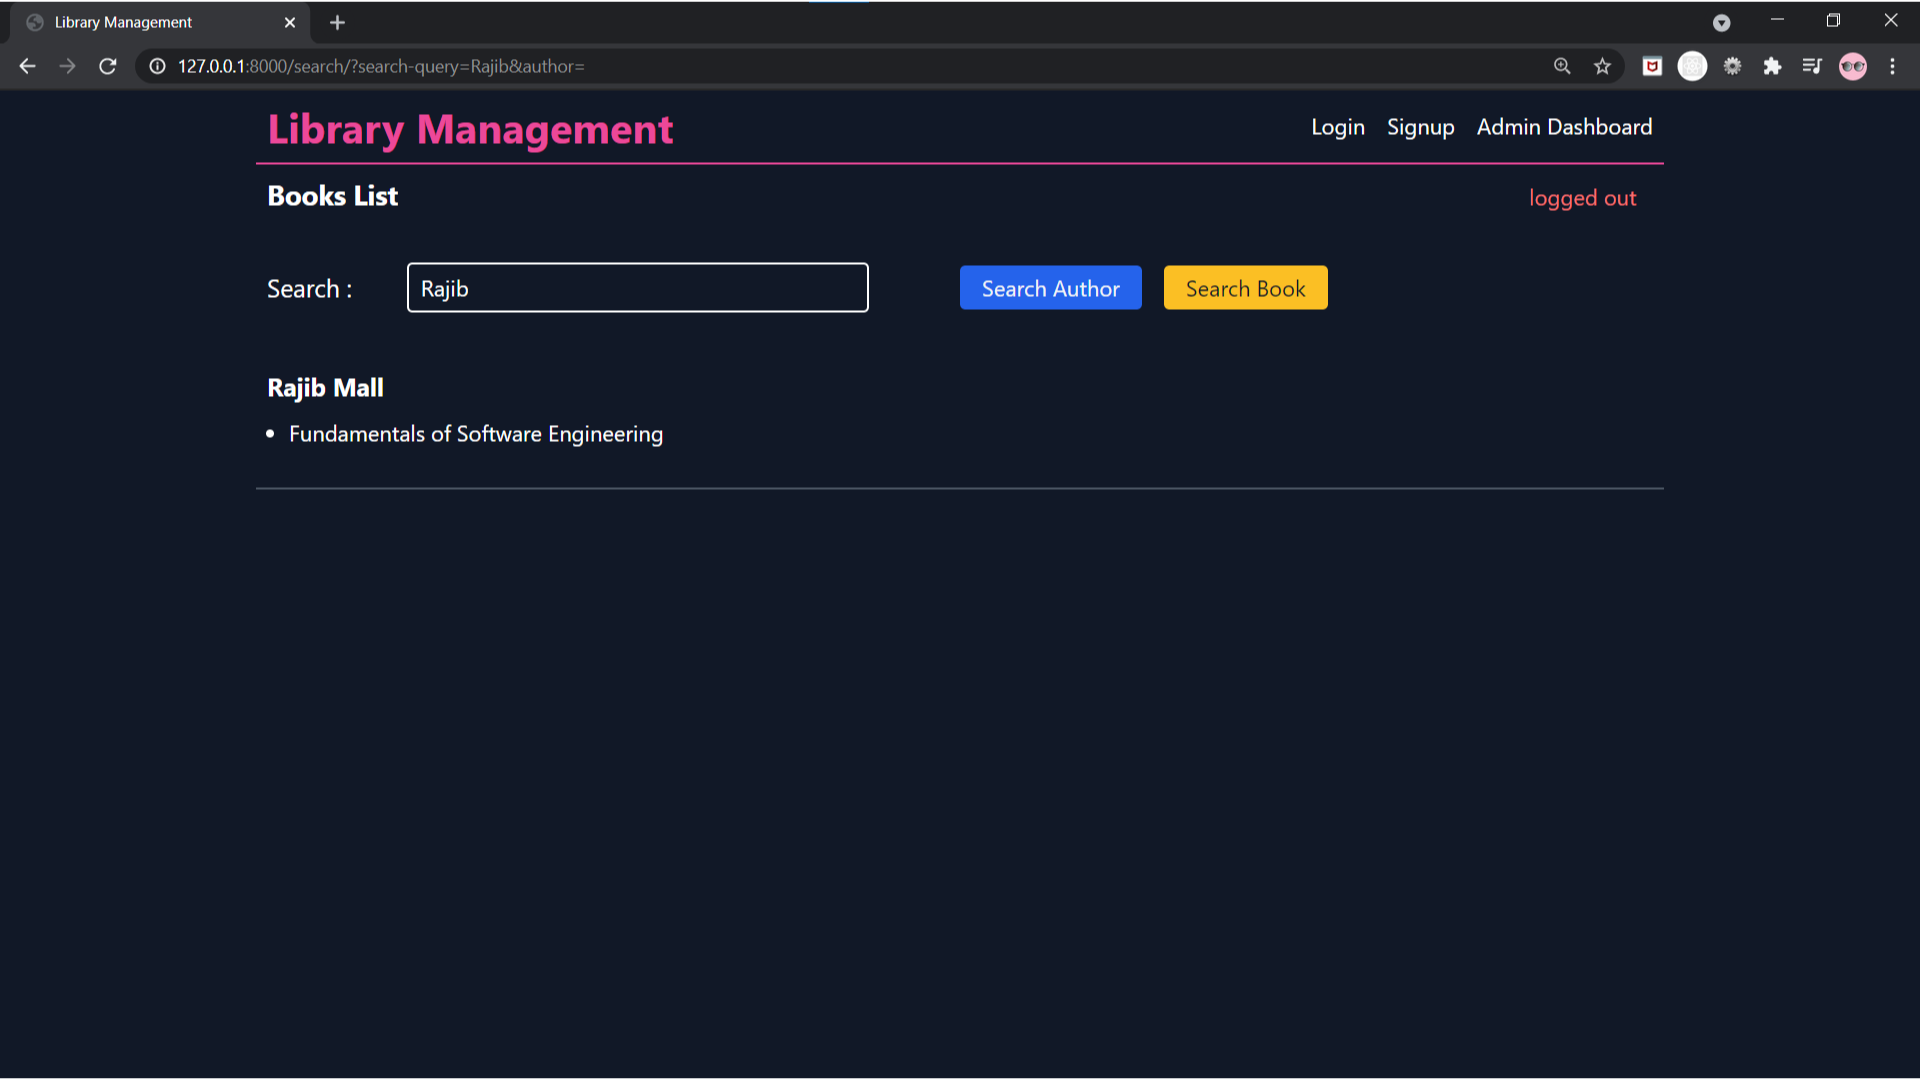 Library Management
127.0.0.1:8000/search/?search-query=Rajib&author=
Library Management
Login Signup Admin Dashboard
Books List
logged out
Search :
Rajib
Search Author
Search Book
Rajib Mall
• Fundamentals of Software Engineering